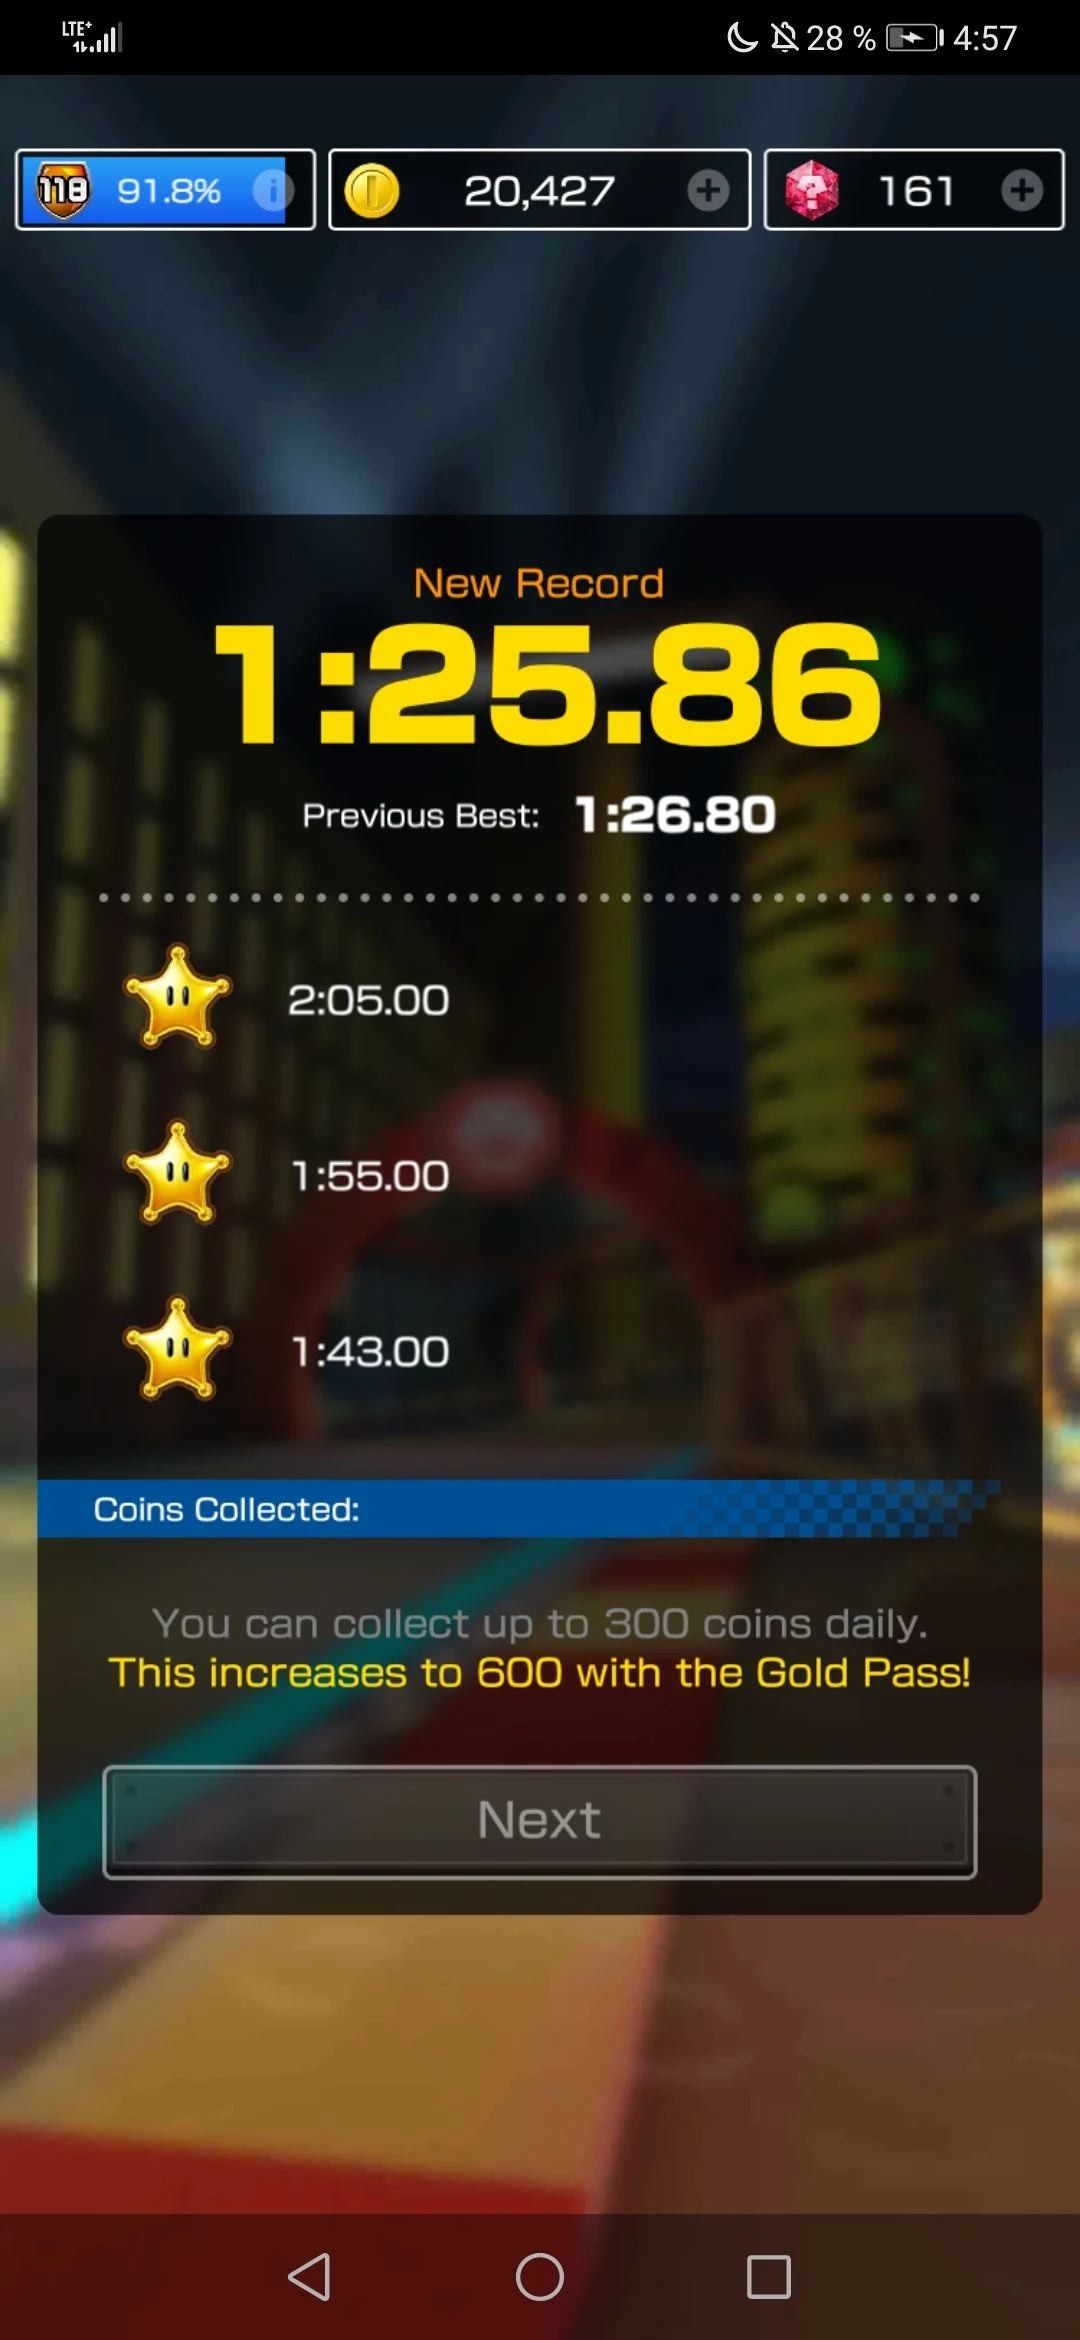 LTE+ 28 % 4:57
118 91.8% i 20,427 + 161 +
New Record
1:25.86
Previous Best: 1:26.80
2:05.00
1:55.00
1:43.00
Coins Collected:
You can collect up to 300 coins daily.
This increases to 600 with the Gold Pass!
Next